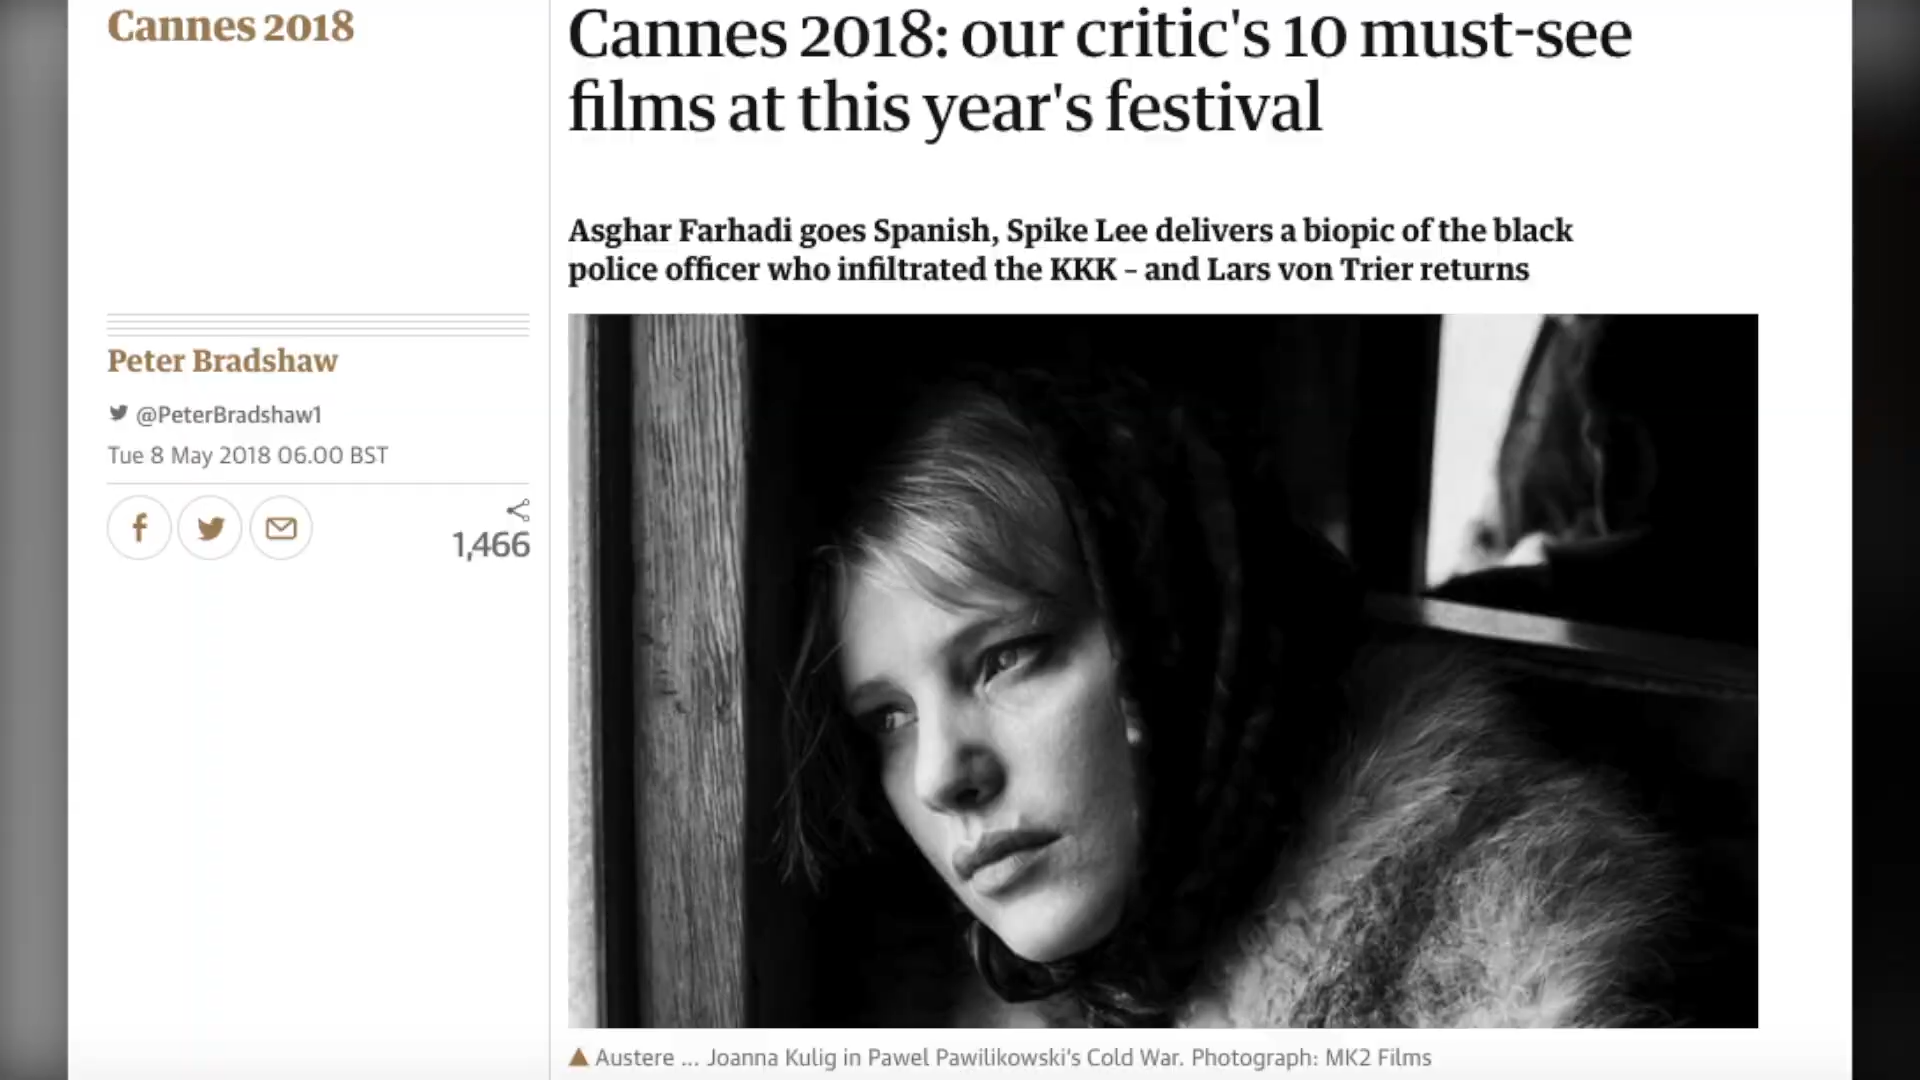 Cannes 2018
Cannes 2018: our critic's 10 must-see
films at this year's festival
Asghar Farhadi goes Spanish, Spike Lee delivers a biopic of the black
police officer who infiltrated the KKK – and Lars von Trier returns
Peter Bradshaw
@PeterBradshaw1
Tue 8 May 2018 06.00 BST
1,466
Austere ... Joanna Kulig in Pawel Pawilikowski's Cold War. Photograph: MK2 Films